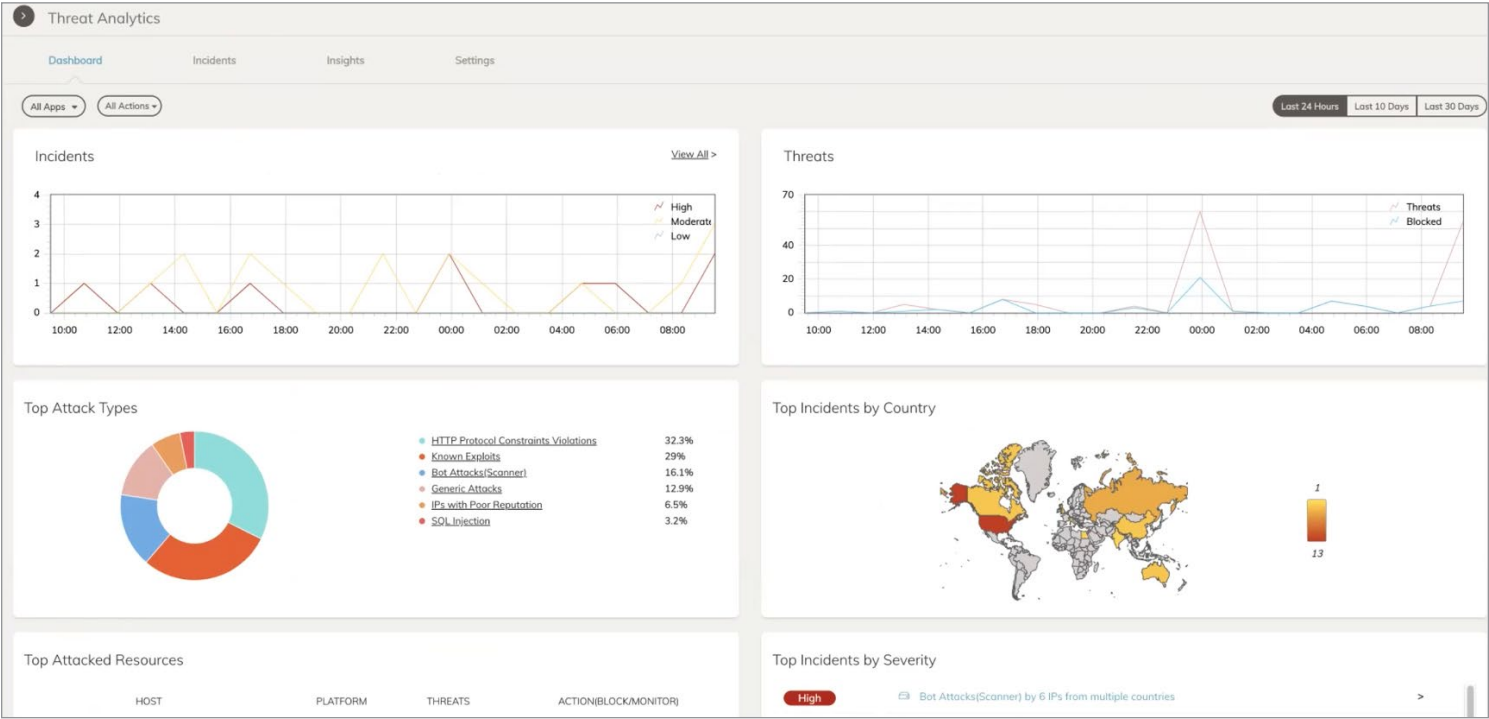 Threat Analytics
Dashboard Incidents Insights Settings
All Apps All Actions Last 24 Hours Last 10 Days Last 30 Days
Incidents View All >
4
3
2
1
0
High
Moderate
Low
10:00 12:00 14:00 16:00 18:00 20:00 22:00 00:00 02:00 04:00 06:00 08:00
Threats
70
40
20
0
Threats
Blocked
10:00 12:00 14:00 16:00 18:00 20:00 22:00 00:00 02:00 04:00 06:00 08:00
Top Attack Types
HTTP Protocol Constraints Violations 32.3%
Known Exploits 29%
Bot Attacks(Scanner) 16.1%
Generic Attacks 12.9%
IPs with Poor Reputation 6.5%
SQL Injection 3.2%
Top Incidents by Country
1
13
Top Attacked Resources
HOST PLATFORM THREATS ACTION(BLOCK/MONITOR)
Top Incidents by Severity
High Bot Attacks(Scanner) by 6 IPs from multiple countries >